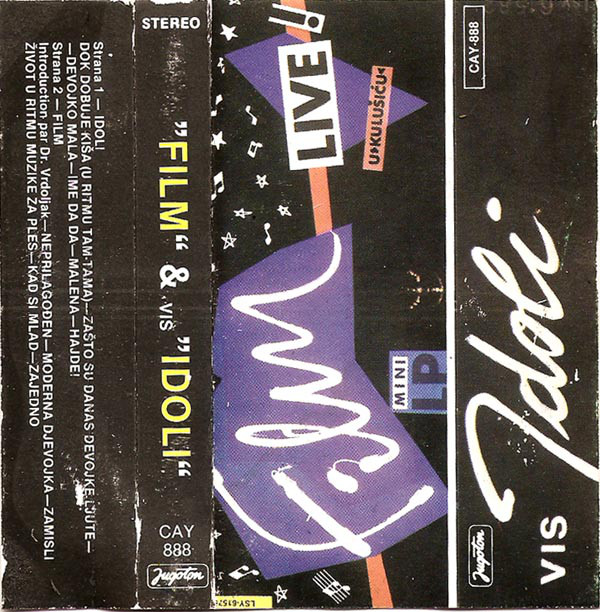 Strana 1 — IDOLI
DOK DOBUJE KIŠA (U RITMU TAM-TAMA)—ZAŠTO SU DANAS DEVOJKE LJUTE—
—DEVOJKO MALA—IME DA DA—MALENA—HAJDE!
Strana 2 — FILM
Introduction par Dr. Vrdoljak—NEPRILAGOĐEN—MODERNA DJEVOJKA—ZAMISLI
ŽIVOT U RITMU MUZIKE ZA PLES—KAD SI MLAD—ZAJEDNO
STEREO
"FILM" & VIS "IDOLI"
CAY
888
Jugoton
LIVE!
U KULUŠIĆU
Film
MINI
LP
LSY-6157
CAY-888
VIS Idoli
Jugoton